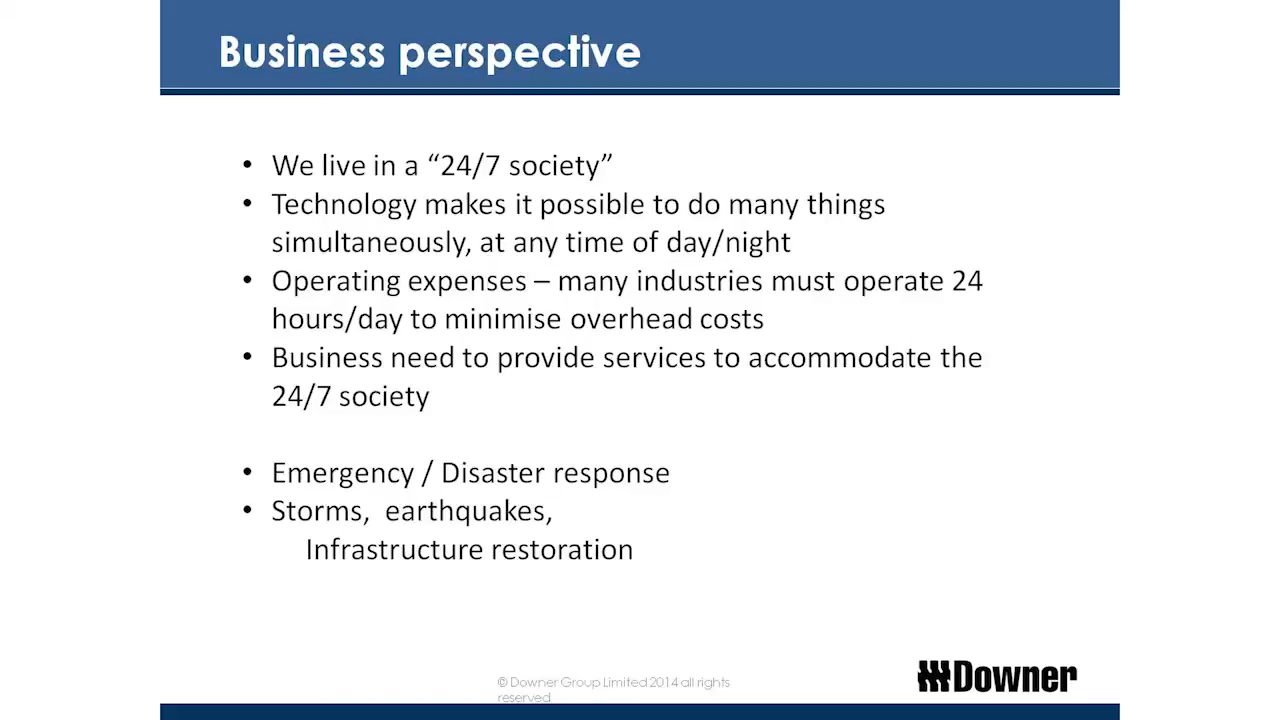 Business perspective
• We live in a “24/7 society”
• Technology makes it possible to do many things
simultaneously, at any time of day/night
• Operating expenses – many industries must operate 24
hours/day to minimise overhead costs
• Business need to provide services to accommodate the
24/7 society
• Emergency / Disaster response
• Storms,  earthquakes,
Infrastructure restoration
© Downer Group Limited 2014 all rights
reserved
Downer